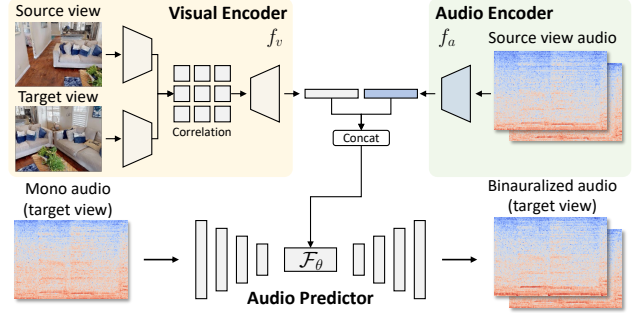 Source view
Visual Encoder
f_v
Target view
Correlation
Audio Encoder
f_a
Source view audio
Concat
Mono audio
(target view)
F_θ
Audio Predictor
Binauralized audio
(target view)